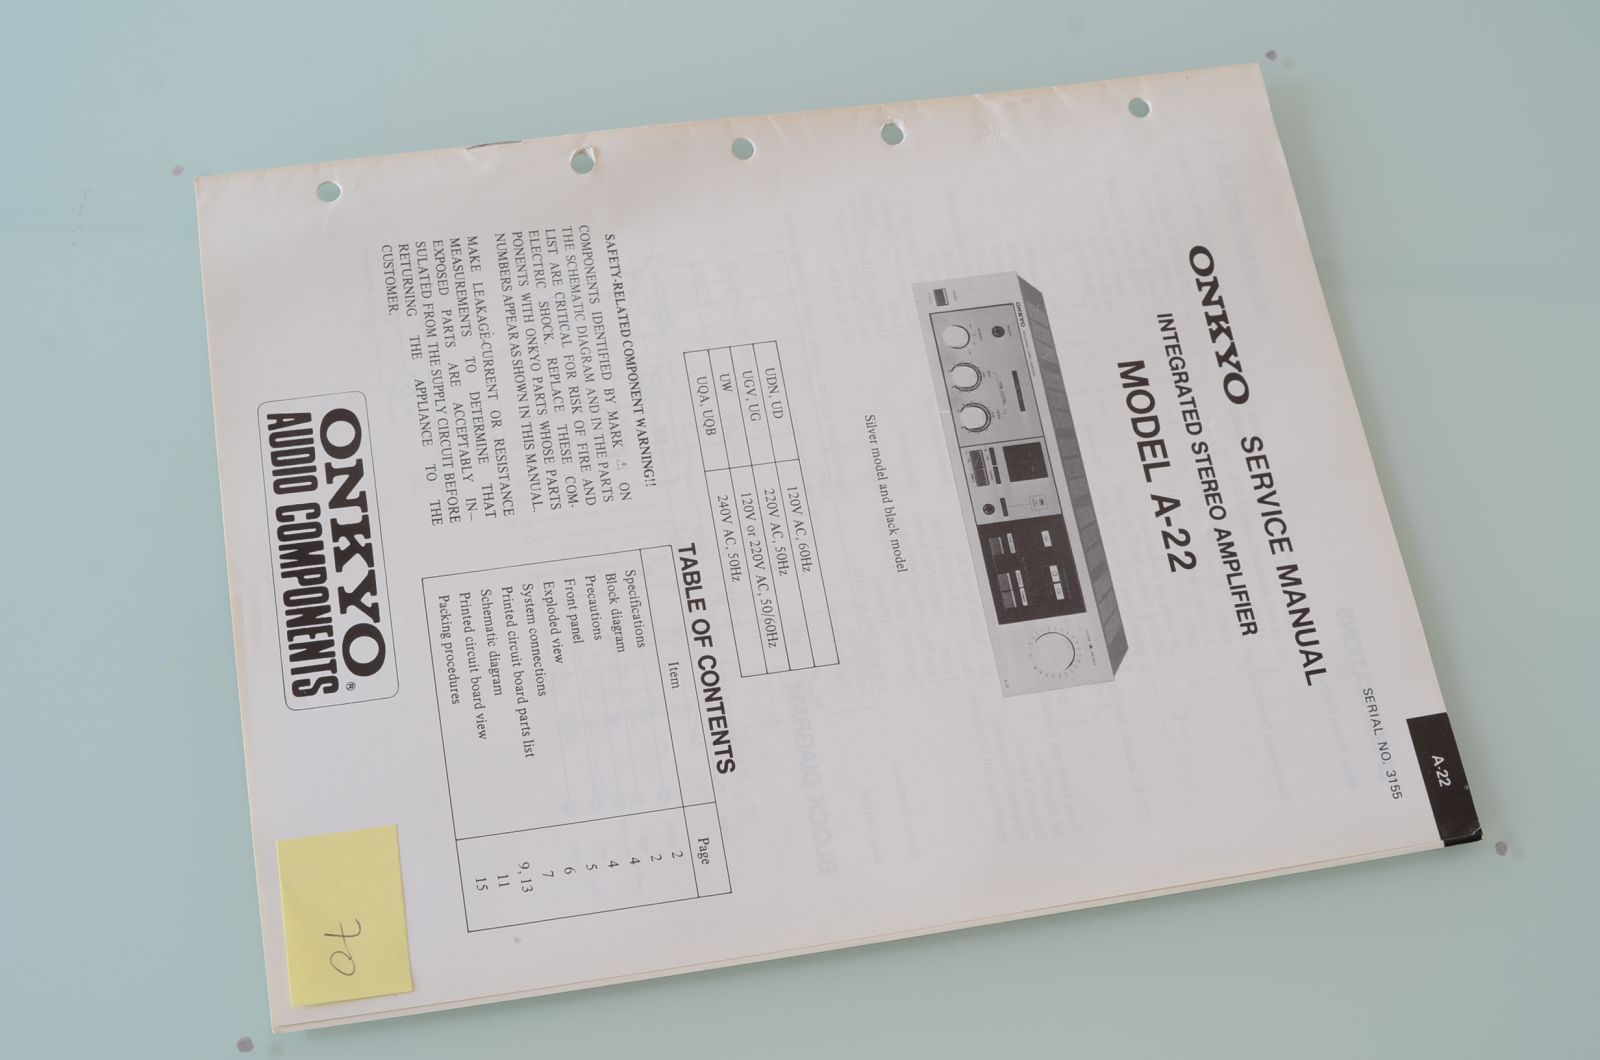 A-22
SERIAL NO. 3155
ONKYO SERVICE MANUAL
INTEGRATED STEREO AMPLIFIER
MODEL A-22
ONKYO
Silver model and black model
UDN, UD 120V AC, 60Hz
UGV, UG 220V AC, 50Hz
UW 120V or 220V AC, 50/60Hz
UQA, UQB 240V AC, 50Hz
SAFETY-RELATED COMPONENT WARNING!!
COMPONENTS IDENTIFIED BY MARK ⚠ ON
THE SCHEMATIC DIAGRAM AND IN THE PARTS
LIST ARE CRITICAL FOR RISK OF FIRE AND
ELECTRIC SHOCK. REPLACE THESE COM-
PONENTS WITH ONKYO PARTS WHOSE PARTS
NUMBERS APPEAR AS SHOWN IN THIS MANUAL.
MAKE LEAKAGE-CURRENT OR RESISTANCE
MEASUREMENTS TO DETERMINE THAT
EXPOSED PARTS ARE ACCEPTABLY IN-
SULATED FROM THE SUPPLY CIRCUIT BEFORE
RETURNING THE APPLIANCE TO THE
CUSTOMER.
TABLE OF CONTENTS
Item Page
Specifications 2
Block diagram 2
Precautions 4
Front panel 4
Exploded view 5
System connections 6
Printed circuit board parts list 7
Schematic diagram 9, 13
Printed circuit board view 11
Packing procedures 15
ONKYO®
AUDIO COMPONENTS
70